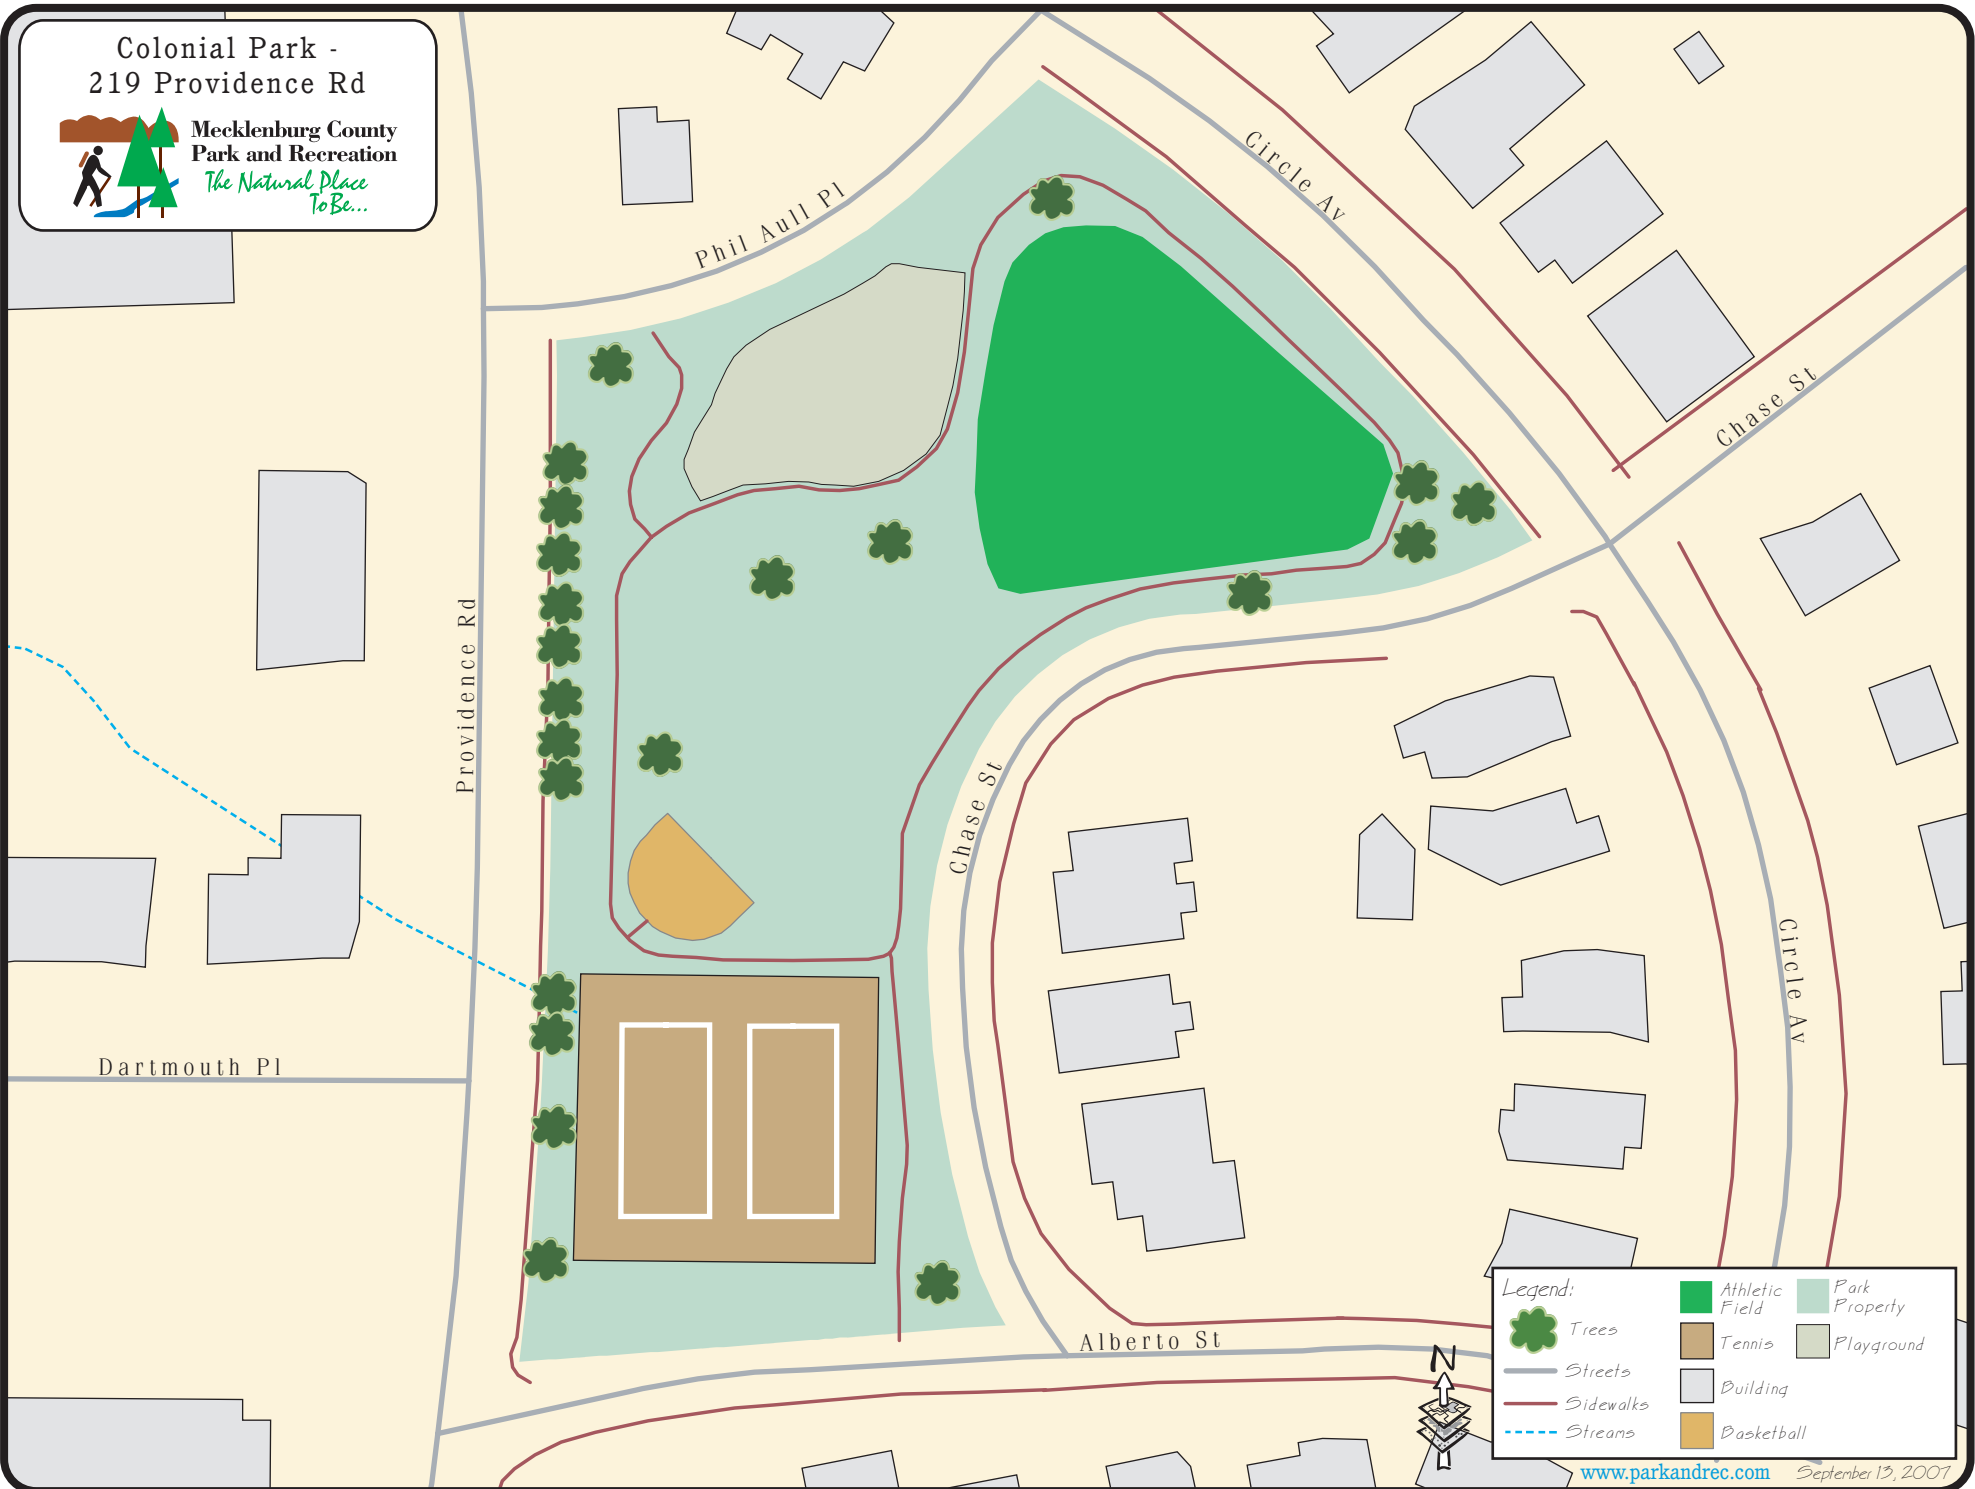 Colonial Park -
219 Providence Rd
Mecklenburg County
Park and Recreation
The Natural Place
To Be...
Phil Aull Pl
Circle Av
Chase St
Providence Rd
Chase St
Circle Av
Dartmouth Pl
Alberto St
N
Legend:
Trees
Streets
Sidewalks
Streams
Athletic
Field
Tennis
Building
Basketball
Park
Property
Playground
www.parkandrec.com
September 13, 2007